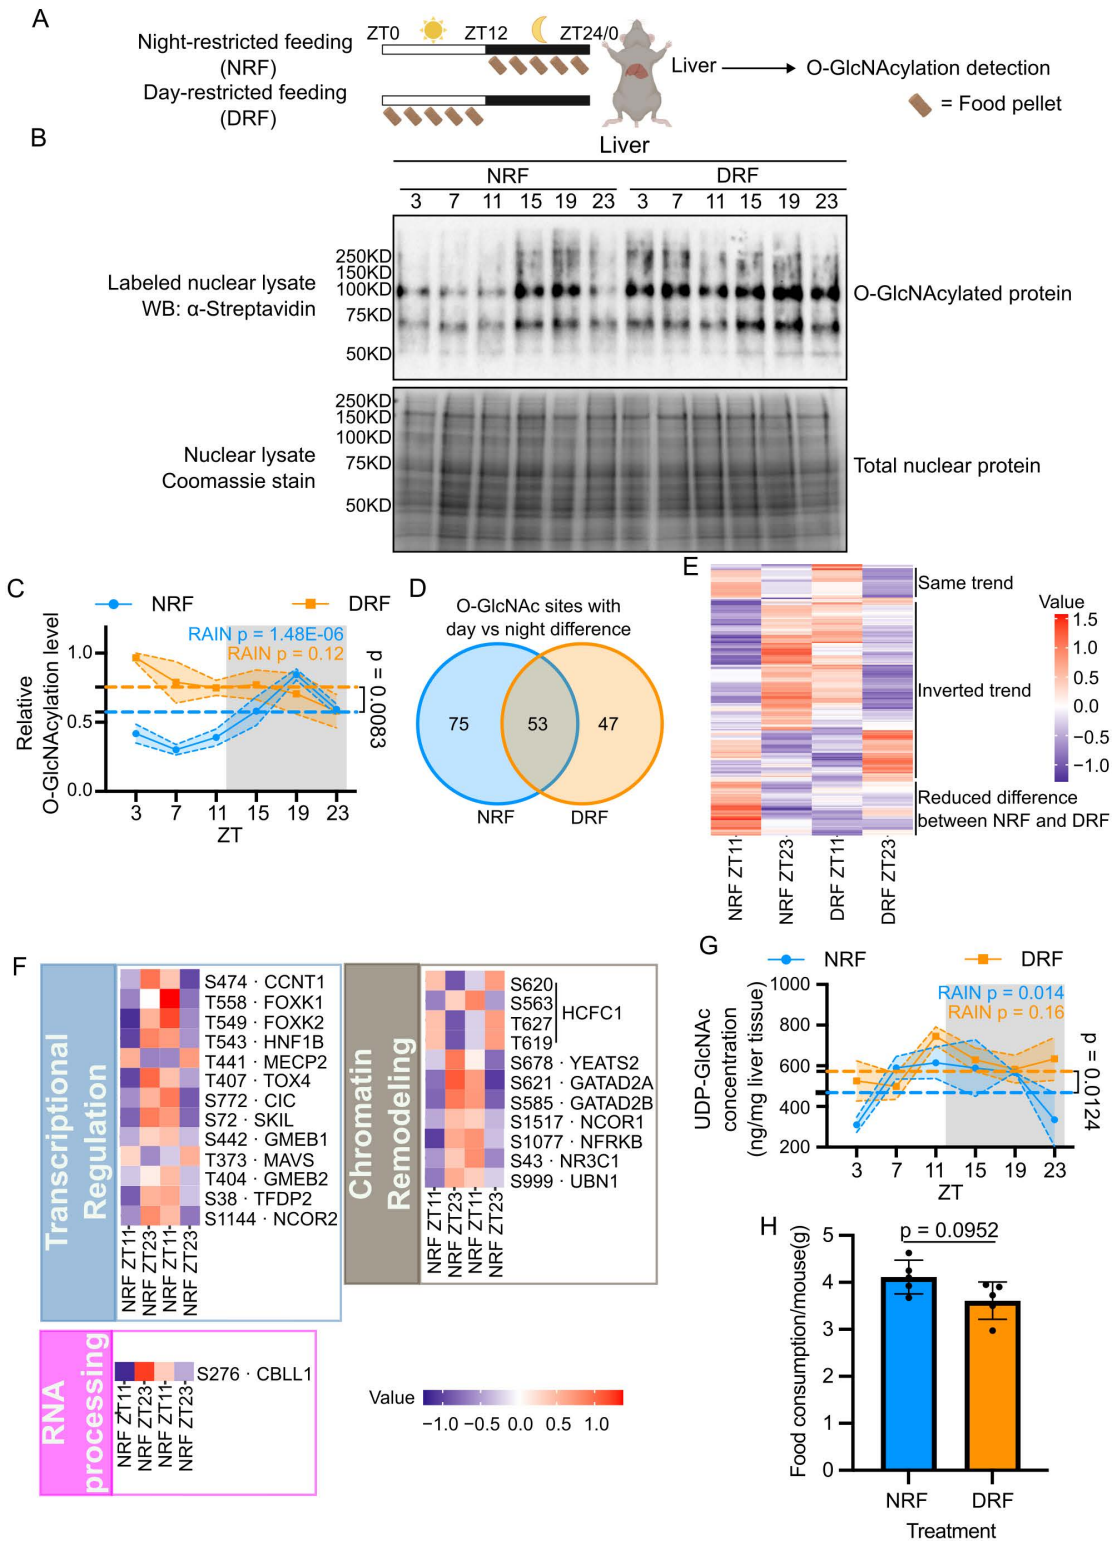 A
ZT0 ZT12 ZT24/0
Night-restricted feeding
(NRF)
Day-restricted feeding
(DRF)
Liver
O-GlcNAcylation detection
= Food pellet
B
Liver
NRF DRF
3 7 11 15 19 23 3 7 11 15 19 23
Labeled nuclear lysate
WB: α-Streptavidin
250KD
150KD
100KD
75KD
50KD
O-GlcNAcylated protein
Nuclear lysate
Coomassie stain
250KD
150KD
100KD
75KD
50KD
Total nuclear protein
C
NRF DRF
RAIN p = 1.48E-06
RAIN p = 0.12
p = 0.0083
Relative
O-GlcNAcylation level
1.0
0.5
0.0
3 7 11 15 19 23
ZT
D
O-GlcNAc sites with
day vs night difference
75 53 47
NRF DRF
E
Same trend
Inverted trend
Reduced difference
between NRF and DRF
Value
1.5
1.0
0.5
0.0
−0.5
−1.0
NRF ZT11
NRF ZT23
DRF ZT11
DRF ZT23
F
Transcriptional
Regulation
S474 · CCNT1
T558 · FOXK1
T549 · FOXK2
T543 · HNF1B
T441 · MECP2
T407 · TOX4
S772 · CIC
S72 · SKIL
S442 · GMEB1
T373 · MAVS
T404 · GMEB2
S38 · TFDP2
S1144 · NCOR2
NRF ZT11
NRF ZT23
NRF ZT11
NRF ZT23
Chromatin
Remodeling
S620
S563
T627
T619
HCFC1
S678 · YEATS2
S621 · GATAD2A
S585 · GATAD2B
S1517 · NCOR1
S1077 · NFRKB
S43 · NR3C1
S999 · UBN1
NRF ZT11
NRF ZT23
NRF ZT11
NRF ZT23
RNA
processing
S276 · CBLL1
NRF ZT11
NRF ZT23
NRF ZT11
NRF ZT23
Value
−1.0 −0.5 0.0 0.5 1.0
G
NRF DRF
RAIN p = 0.014
RAIN p = 0.16
p = 0.0124
UDP-GlcNAc
concentration
(ng/mg liver tissue)
1000
800
600
400
200
3 7 11 15 19 23
ZT
H
p = 0.0952
Food consumption/mouse(g)
5
4
3
2
1
0
NRF DRF
Treatment